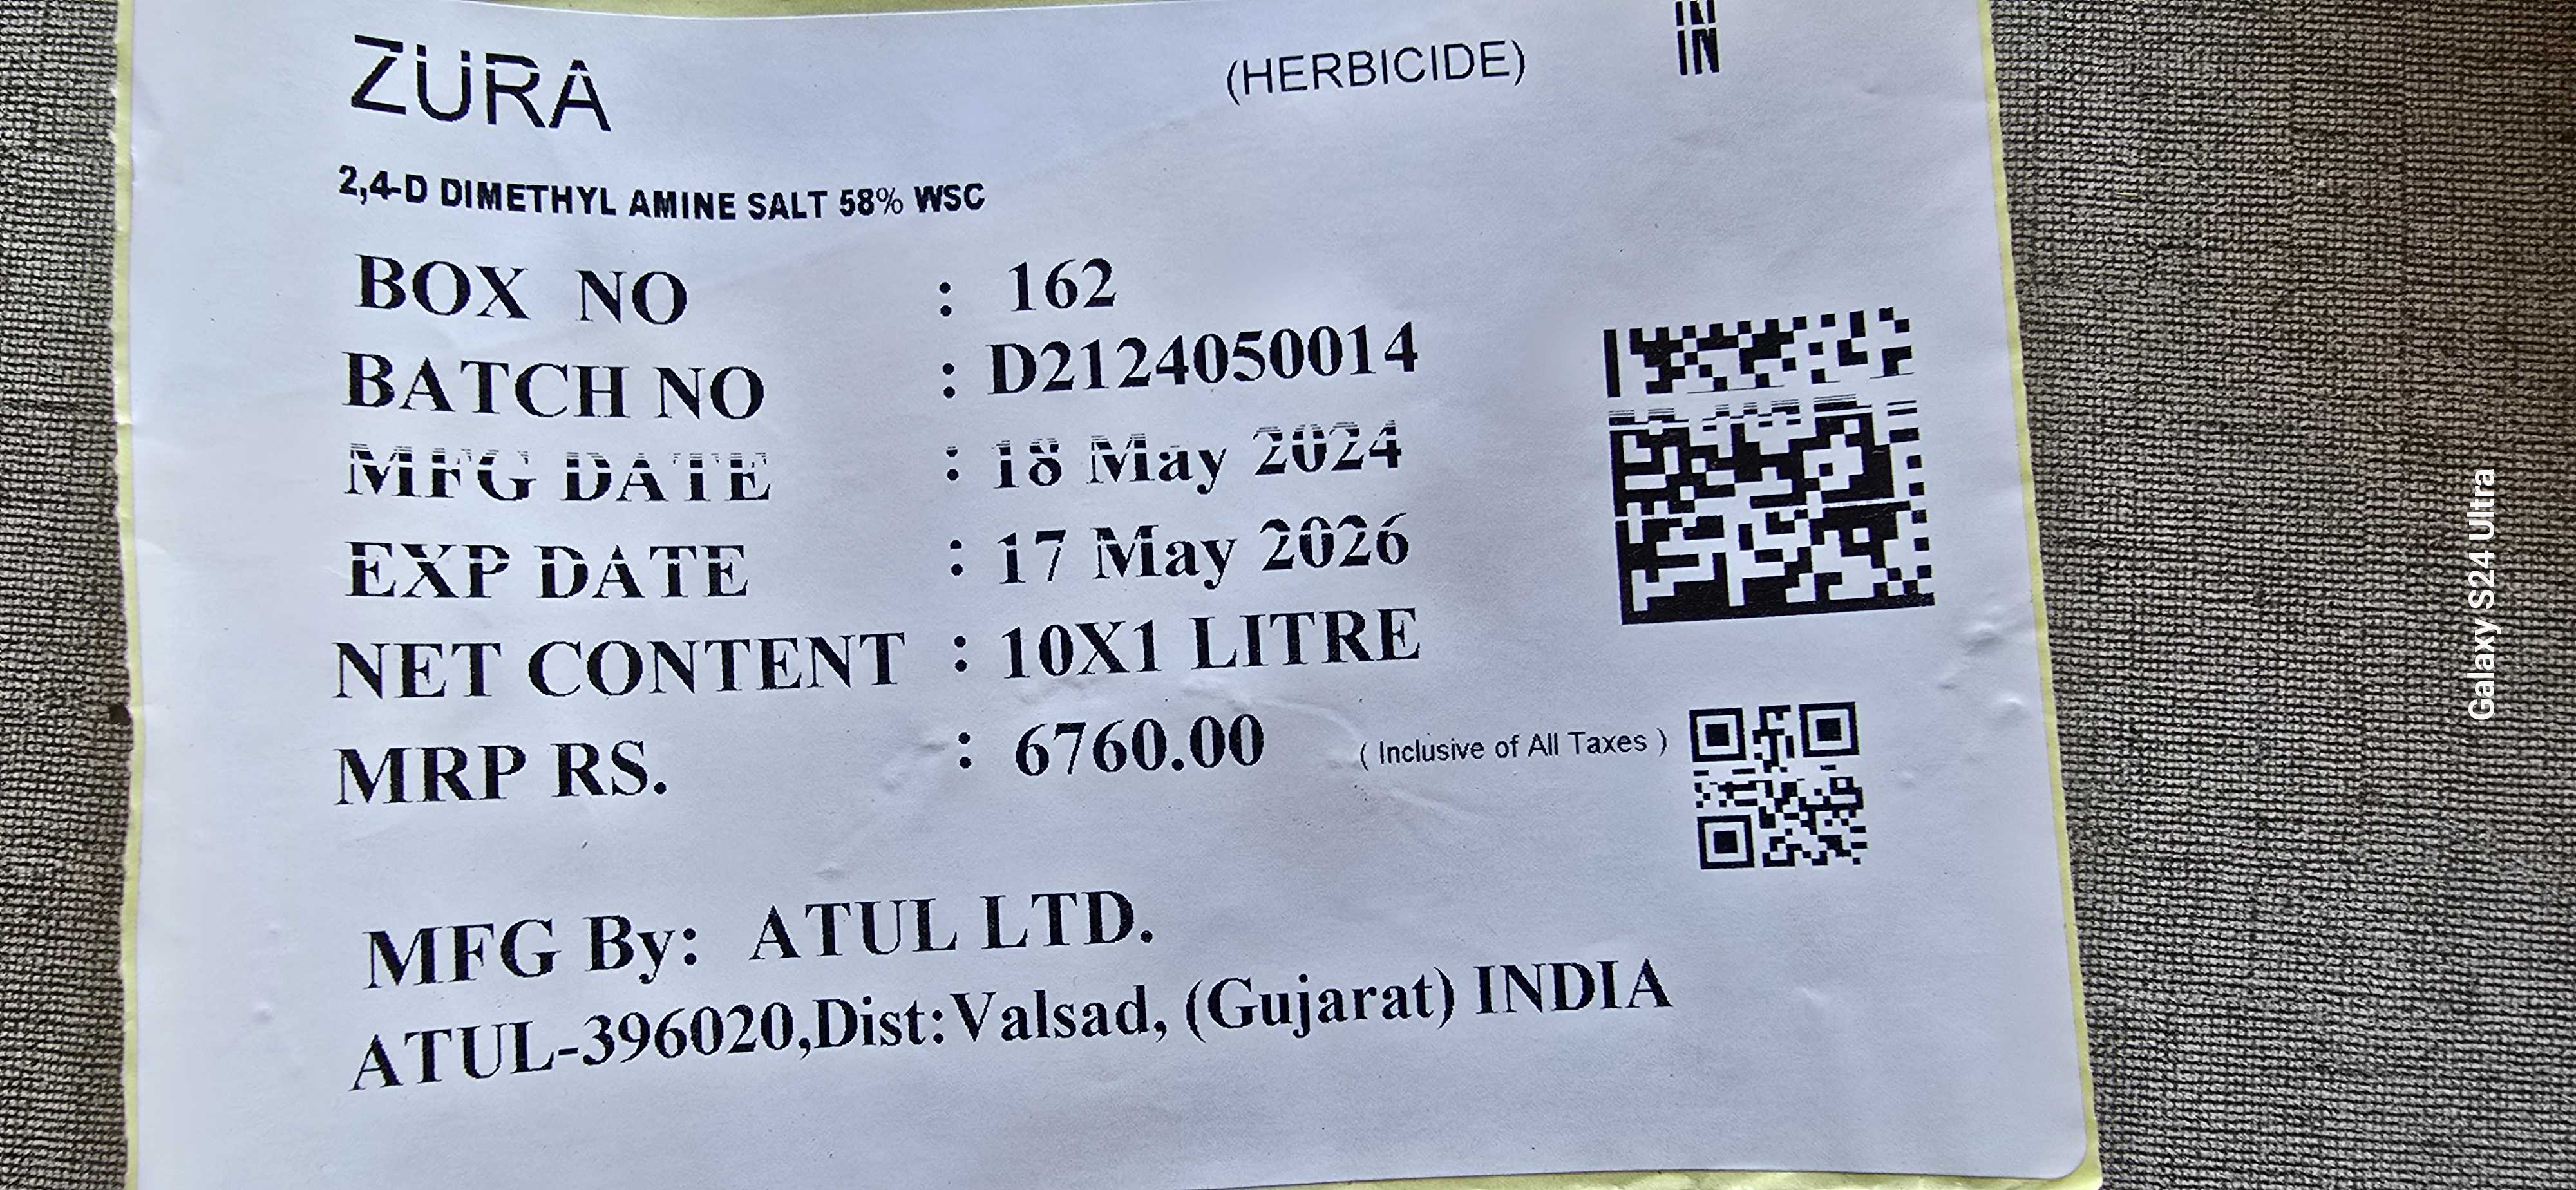 ZURA (HERBICIDE) IN
IN
2,4-D DIMETHYL AMINE SALT 58% WSC
BOX NO : 162
BATCH NO : D2124050014
MFG DATE : 18 May 2024
EXP DATE : 17 May 2026
NET CONTENT : 10X1 LITRE
MRP RS. : 6760.00 ( Inclusive of All Taxes )
MFG By: ATUL LTD.
ATUL-396020,Dist:Valsad, (Gujarat) INDIA
Galaxy S24 Ultra